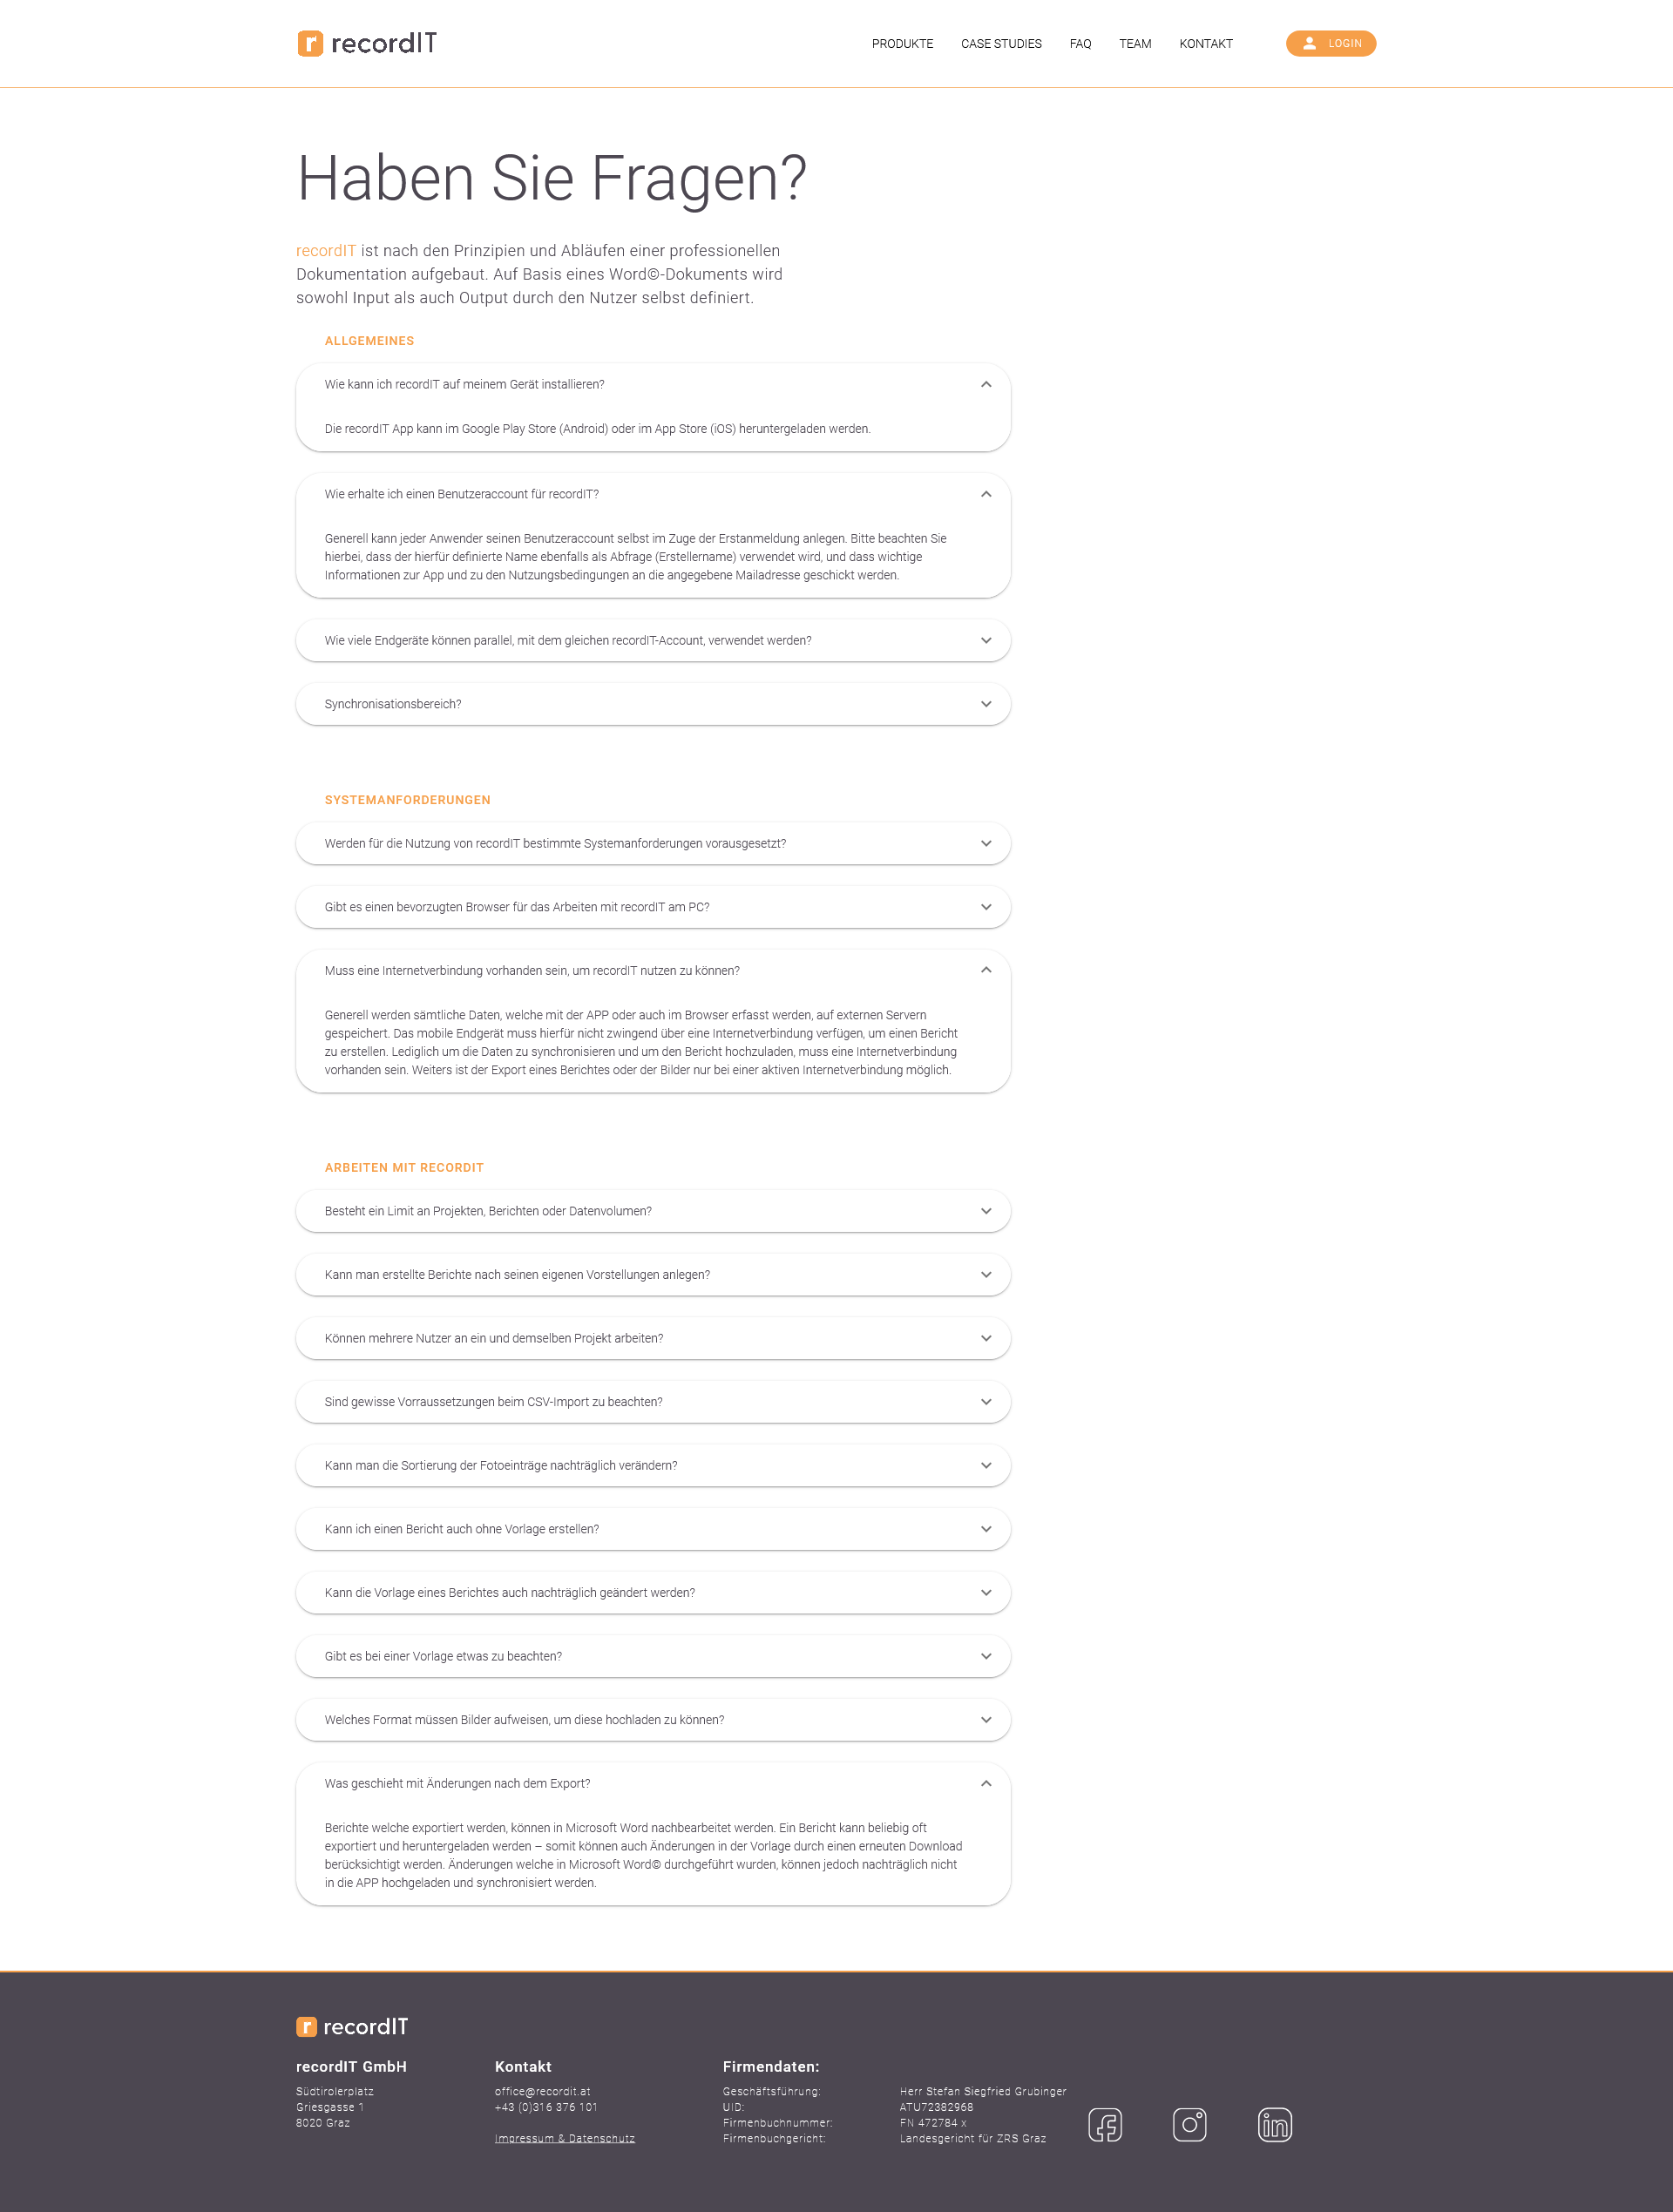 recordIT
PRODUKTE CASE STUDIES FAQ TEAM KONTAKT LOGIN
Haben Sie Fragen?
recordIT ist nach den Prinzipien und Abläufen einer professionellen
Dokumentation aufgebaut. Auf Basis eines Word©-Dokuments wird
sowohl Input als auch Output durch den Nutzer selbst definiert.
ALLGEMEINES
Wie kann ich recordIT auf meinem Gerät installieren?
Die recordIT App kann im Google Play Store (Android) oder im App Store (iOS) heruntergeladen werden.
Wie erhalte ich einen Benutzeraccount für recordIT?
Generell kann jeder Anwender seinen Benutzeraccount selbst im Zuge der Erstanmeldung anlegen. Bitte beachten Sie
hierbei, dass der hierfür definierte Name ebenfalls als Abfrage (Erstellername) verwendet wird, und dass wichtige
Informationen zur App und zu den Nutzungsbedingungen an die angegebene Mailadresse geschickt werden.
Wie viele Endgeräte können parallel, mit dem gleichen recordIT-Account, verwendet werden?
Synchronisationsbereich?
SYSTEMANFORDERUNGEN
Werden für die Nutzung von recordIT bestimmte Systemanforderungen vorausgesetzt?
Gibt es einen bevorzugten Browser für das Arbeiten mit recordIT am PC?
Muss eine Internetverbindung vorhanden sein, um recordIT nutzen zu können?
Generell werden sämtliche Daten, welche mit der APP oder auch im Browser erfasst werden, auf externen Servern
gespeichert. Das mobile Endgerät muss hierfür nicht zwingend über eine Internetverbindung verfügen, um einen Bericht
zu erstellen. Lediglich um die Daten zu synchronisieren und um den Bericht hochzuladen, muss eine Internetverbindung
vorhanden sein. Weiters ist der Export eines Berichtes oder der Bilder nur bei einer aktiven Internetverbindung möglich.
ARBEITEN MIT RECORDIT
Besteht ein Limit an Projekten, Berichten oder Datenvolumen?
Kann man erstellte Berichte nach seinen eigenen Vorstellungen anlegen?
Können mehrere Nutzer an ein und demselben Projekt arbeiten?
Sind gewisse Vorraussetzungen beim CSV-Import zu beachten?
Kann man die Sortierung der Fotoeinträge nachträglich verändern?
Kann ich einen Bericht auch ohne Vorlage erstellen?
Kann die Vorlage eines Berichtes auch nachträglich geändert werden?
Gibt es bei einer Vorlage etwas zu beachten?
Welches Format müssen Bilder aufweisen, um diese hochladen zu können?
Was geschieht mit Änderungen nach dem Export?
Berichte welche exportiert werden, können in Microsoft Word nachbearbeitet werden. Ein Bericht kann beliebig oft
exportiert und heruntergeladen werden – somit können auch Änderungen in der Vorlage durch einen erneuten Download
berücksichtigt werden. Änderungen welche in Microsoft Word© durchgeführt wurden, können jedoch nachträglich nicht
in die APP hochgeladen und synchronisiert werden.
recordIT
recordIT GmbH
Südtirolerplatz
Griesgasse 1
8020 Graz
Kontakt
office@recordit.at
+43 (0)316 376 101
Impressum & Datenschutz
Firmendaten:
Geschäftsführung: Herr Stefan Siegfried Grubinger
UID: ATU72382968
Firmenbuchnummer: FN 472784 x
Firmenbuchgericht: Landesgericht für ZRS Graz